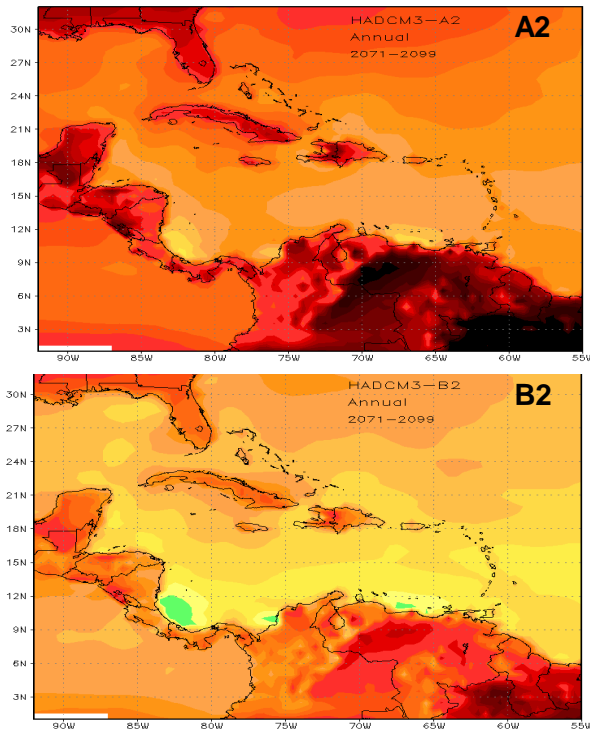 HADCM3-A2
A2
Annual
2071-2099
30N
27N
24N
21N
18N
15N
12N
9N
6N
3N
90W 85W 80W 75W 70W 65W 60W 55W
HADCM3-B2
B2
Annual
2071-2099
30N
27N
24N
21N
18N
15N
12N
9N
6N
3N
90W 85W 80W 75W 70W 65W 60W 55W